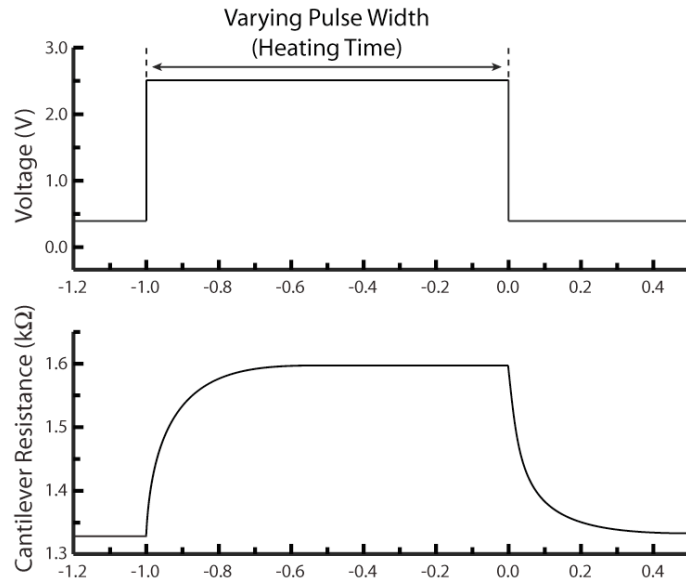 Varying Pulse Width
(Heating Time)
Voltage (V)
3.0
2.0
1.0
0.0
-1.2 -1.0 -0.8 -0.6 -0.4 -0.2 0.0 0.2 0.4
Cantilever Resistance (kΩ)
1.6
1.5
1.4
1.3
-1.2 -1.0 -0.8 -0.6 -0.4 -0.2 0.0 0.2 0.4